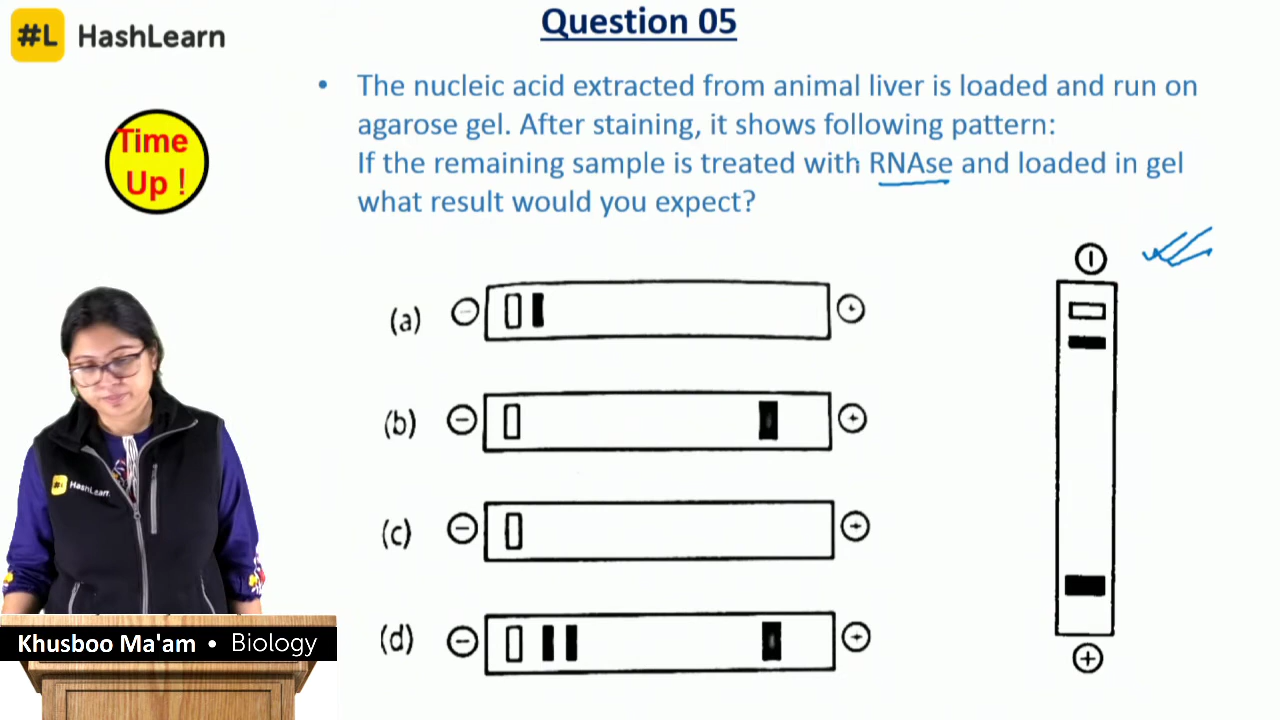 #L HashLearn
Question 05
Time
Up !
• The nucleic acid extracted from animal liver is loaded and run on
agarose gel. After staining, it shows following pattern:
If the remaining sample is treated with RNAse and loaded in gel
what result would you expect?
(a)
(b)
(c)
(d)
#L HashLearn
Khusboo Ma'am • Biology